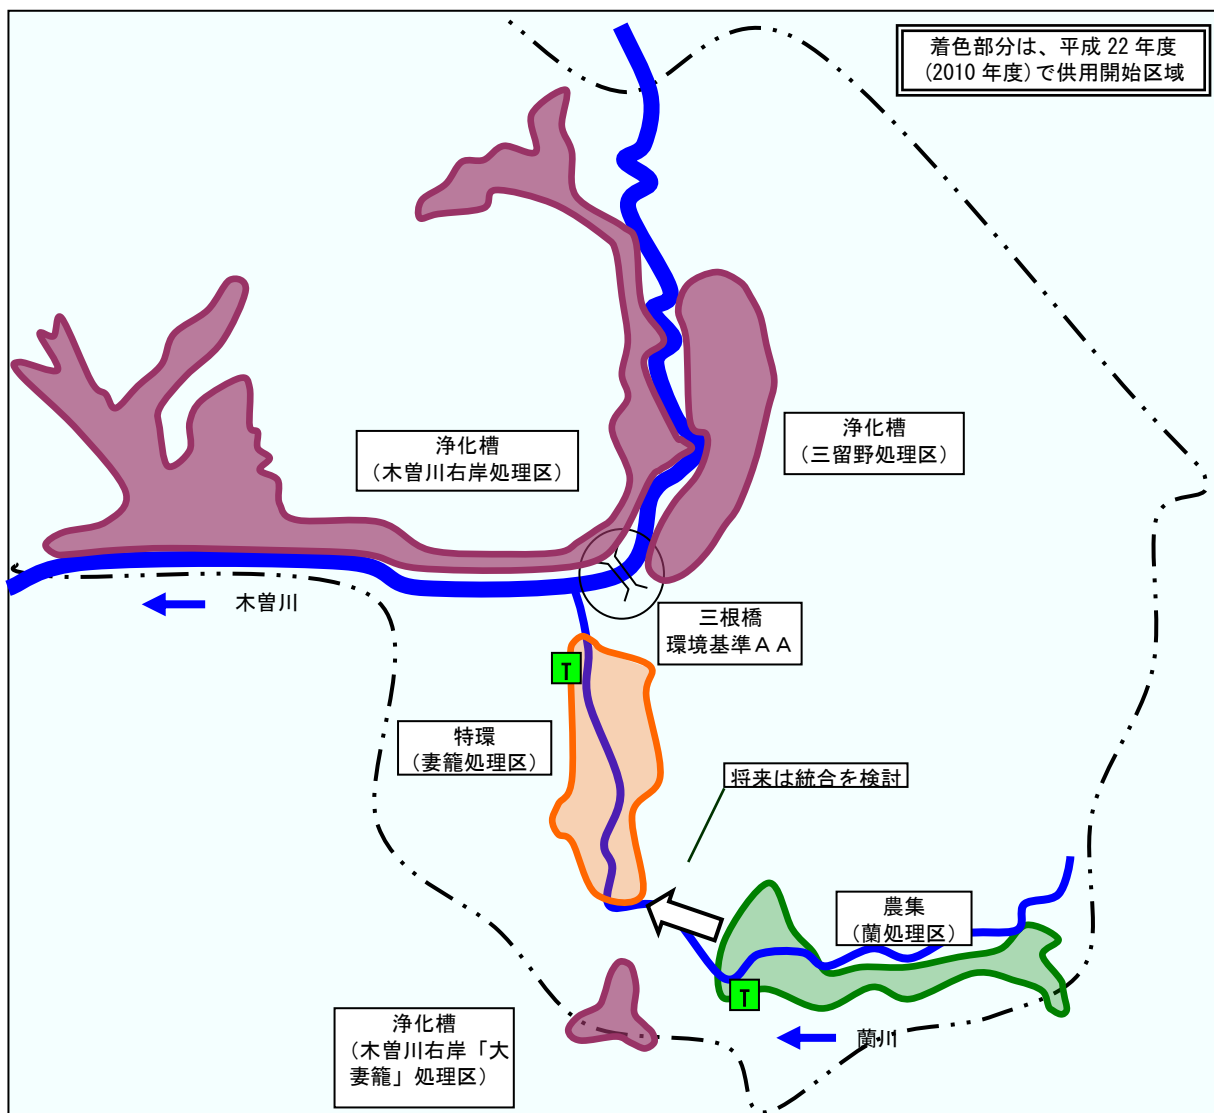 着色部分は、平成 22 年度
(2010 年度)で供用開始区域
浄化槽
（木曽川右岸処理区）
浄化槽
（三留野処理区）
木曽川
三根橋
環境基準ＡＡ
T
特環
（妻籠処理区）
将来は統合を検討
農集
（蘭処理区）
T
蘭川
浄化槽
（木曽川右岸「大
妻籠」処理区）